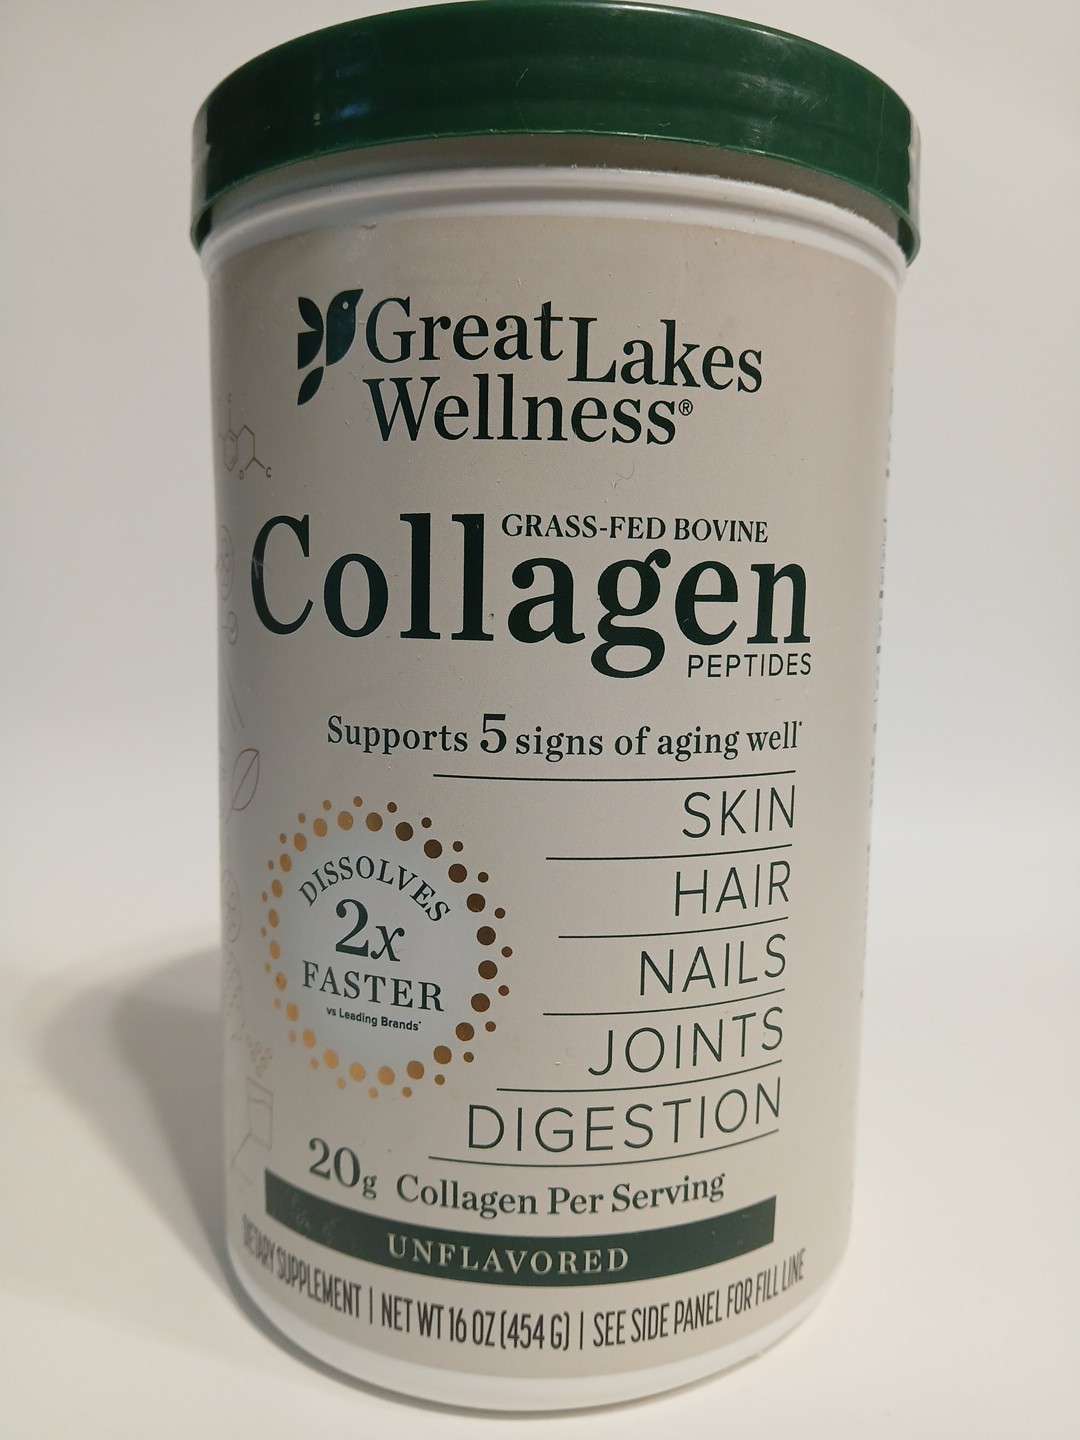 Great Lakes
Wellness®
GRASS-FED BOVINE
Collagen
PEPTIDES
Supports 5 signs of aging well*
SKIN
HAIR
NAILS
JOINTS
DIGESTION
DISSOLVES
2x
FASTER
vs Leading Brands*
20g Collagen Per Serving
UNFLAVORED
DIETARY SUPPLEMENT | NET WT 16 OZ (454 G) | SEE SIDE PANEL FOR FILL LINE